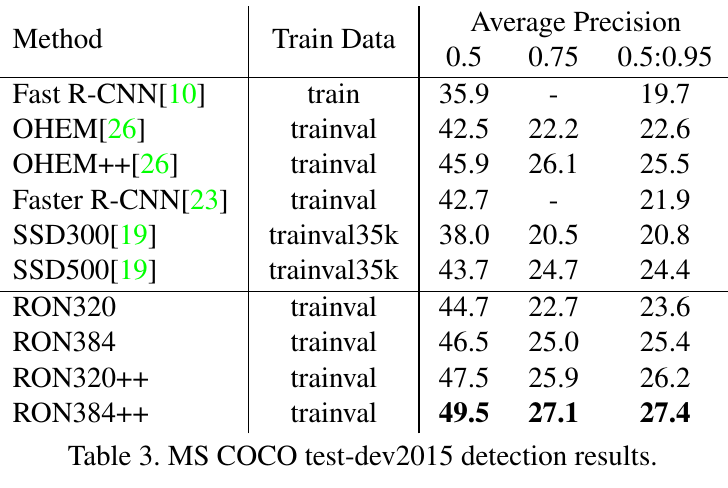 Method Train Data Average Precision
0.5 0.75 0.5:0.95
Fast R-CNN[10] train 35.9 - 19.7
OHEM[26] trainval 42.5 22.2 22.6
OHEM++[26] trainval 45.9 26.1 25.5
Faster R-CNN[23] trainval 42.7 - 21.9
SSD300[19] trainval35k 38.0 20.5 20.8
SSD500[19] trainval35k 43.7 24.7 24.4
RON320 trainval 44.7 22.7 23.6
RON384 trainval 46.5 25.0 25.4
RON320++ trainval 47.5 25.9 26.2
RON384++ trainval 49.5 27.1 27.4
Table 3. MS COCO test-dev2015 detection results.